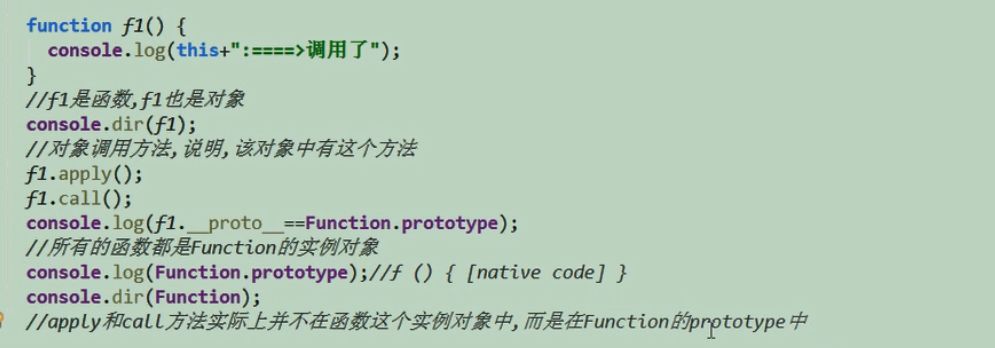 function f1() {
  console.log(this+":====>调用了");
}
//f1是函数,f1也是对象
console.dir(f1);
//对象调用方法,说明,该对象中有这个方法
f1.apply();
f1.call();
console.log(f1.__proto__==Function.prototype);
//所有的函数都是Function的实例对象
console.log(Function.prototype);//ƒ () { [native code] }
console.dir(Function);
//apply和call方法实际上并不在函数这个实例对象中,而是在Function的prototype中